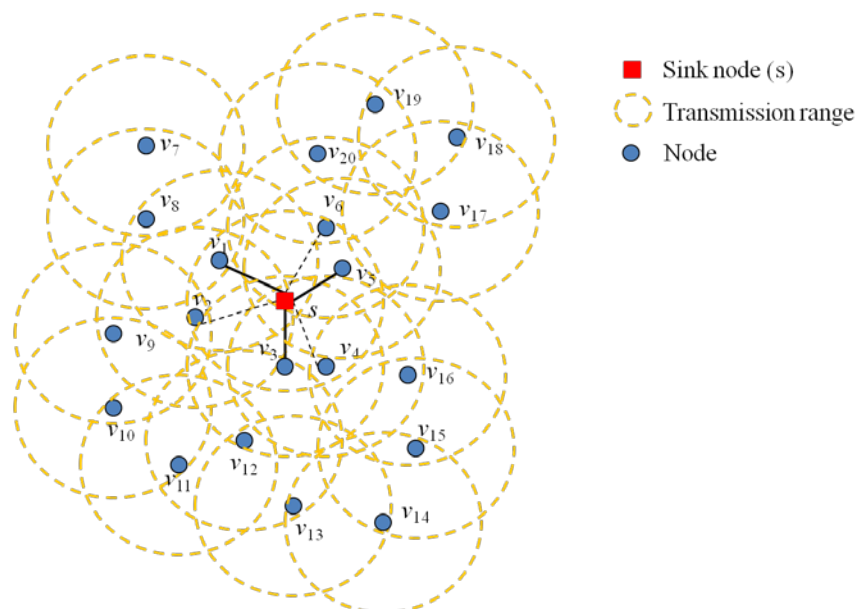 v19
Sink node (s)
Transmission range
Node
v18
v20
v7
v6
v17
v8
v1
v5
v2
s
v9
v3
v4
v16
v10
v15
v12
v11
v13
v14